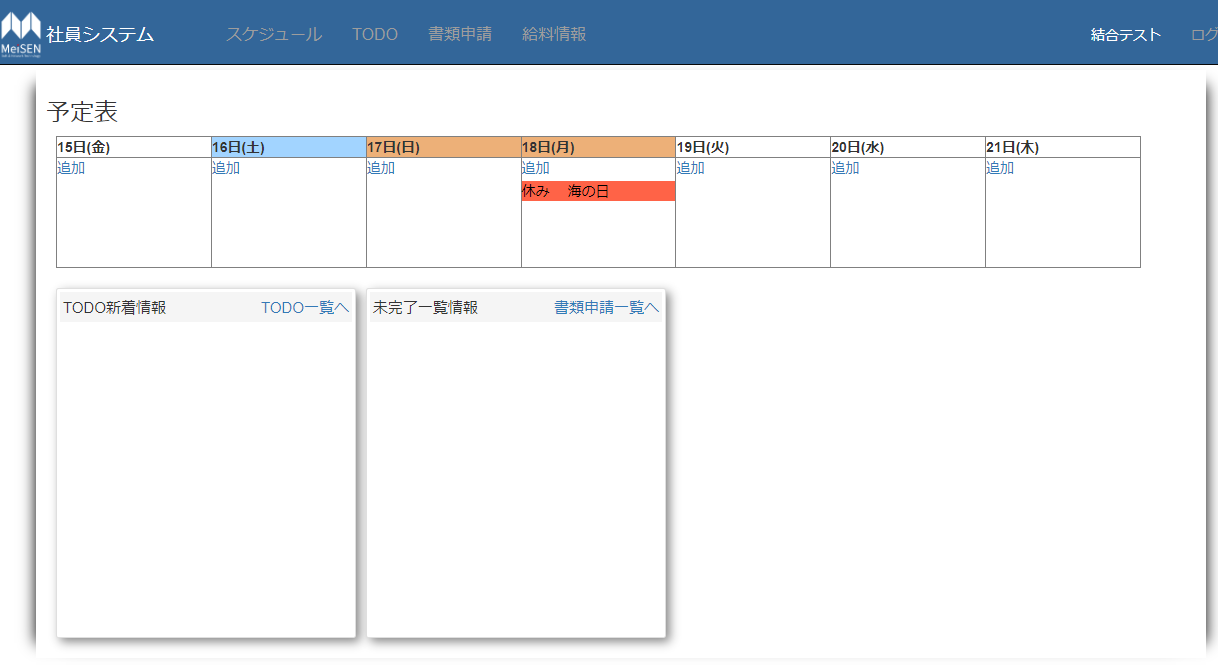 MeiSEN
社員システム
スケジュール TODO 書類申請 給料情報
結合テスト ログ
予定表
15日(金) 16日(土) 17日(日) 18日(月) 19日(火) 20日(水) 21日(木)
追加 追加 追加 追加 追加 追加 追加
休み 海の日
TODO新着情報 TODO一覧へ
未完了一覧情報 書類申請一覧へ